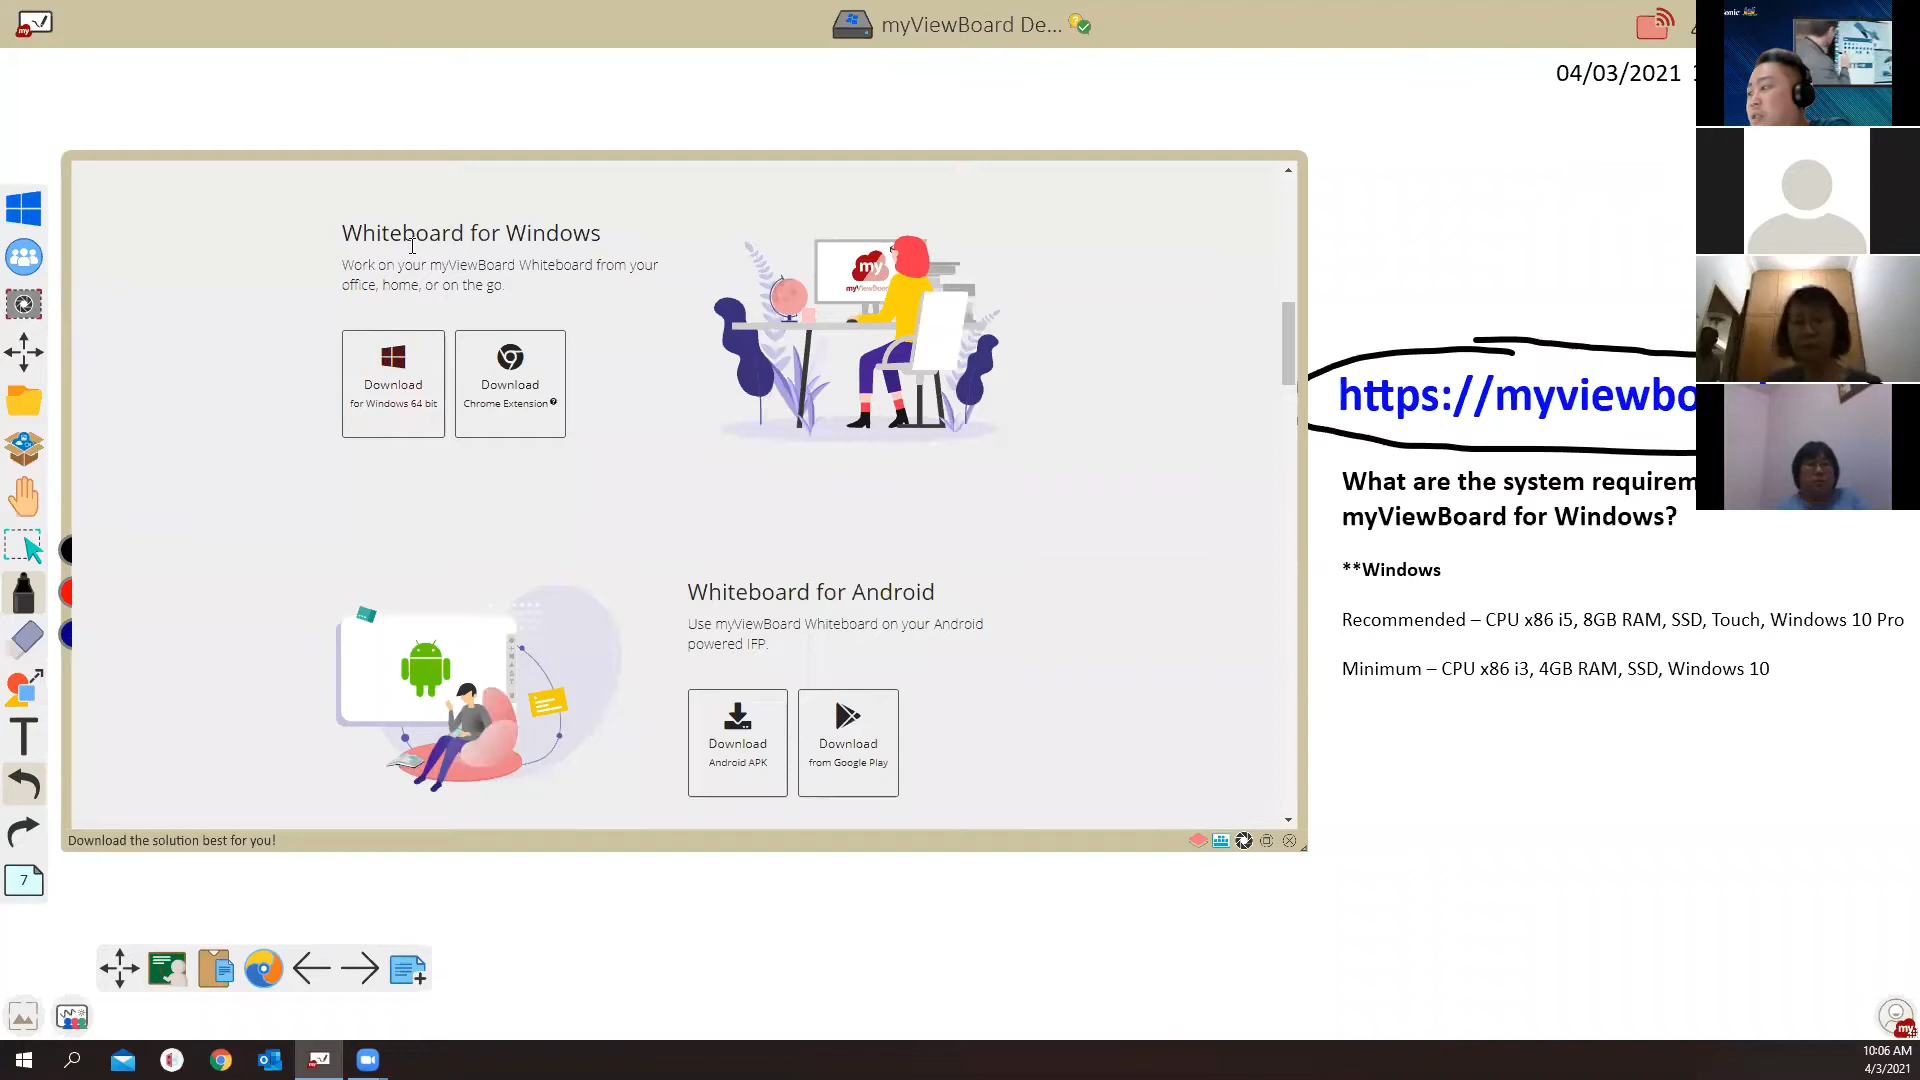 my
myViewBoard De...
04/03/2021
Whiteboard for Windows
Work on your myViewBoard Whiteboard from your
office, home, or on the go.
Download
for Windows 64 bit
Download
Chrome Extension
my
https://myviewbo
What are the system requirem
myViewBoard for Windows?
**Windows
Recommended – CPU x86 i5, 8GB RAM, SSD, Touch, Windows 10 Pro
Minimum – CPU x86 i3, 4GB RAM, SSD, Windows 10
Whiteboard for Android
Use myViewBoard Whiteboard on your Android
powered IFP.
Download
Android APK
Download
from Google Play
Download the solution best for you!
T
7
my
10:06 AM
4/3/2021